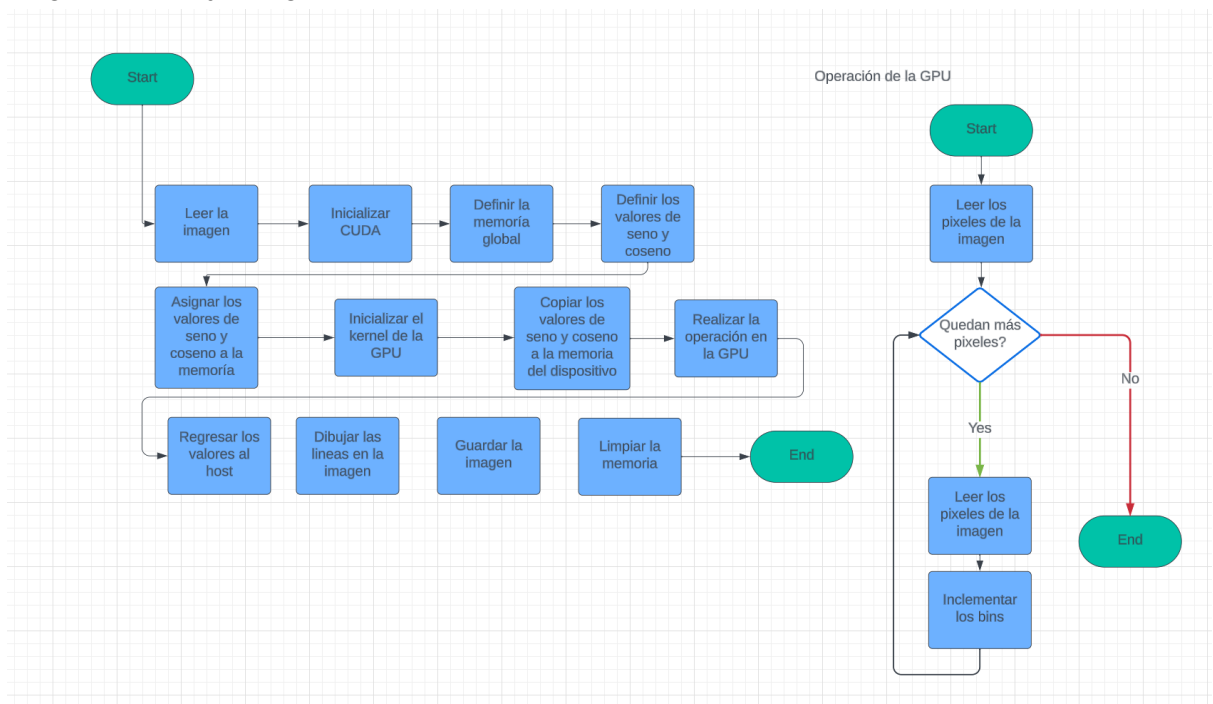 Start
Leer la
imagen
Inicializar
CUDA
Definir la
memoría
global
Definir los
valores de
seno y
coseno
Asignar los
valores de
seno y
coseno a la
memoría
Inicializar el
kernel de la
GPU
Copiar los
valores de
seno y coseno
a la memoria
del dispositivo
Realizar la
operación en
la GPU
Regresar los
valores al
host
Dibujar las
lineas en la
imagen
Guardar la
imagen
Limpiar la
memoria
End
Operación de la GPU
Start
Leer los
pixeles de la
imagen
Quedan más
pixeles?
No
Yes
Leer los
pixeles de la
imagen
Inclementar
los bins
End